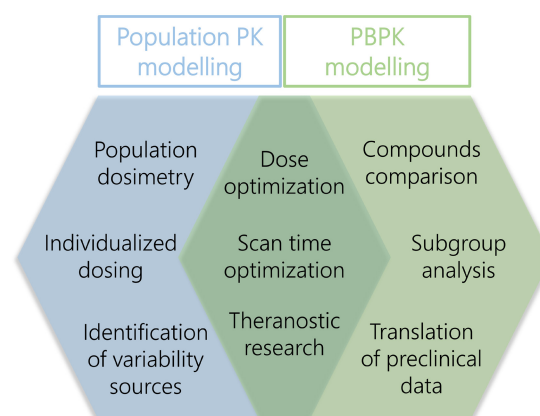 Population PK
modelling
PBPK
modelling
Population
dosimetry
Dose
optimization
Compounds
comparison
Individualized
dosing
Scan time
optimization
Subgroup
analysis
Identification
of variability
sources
Theranostic
research
Translation
of preclinical
data